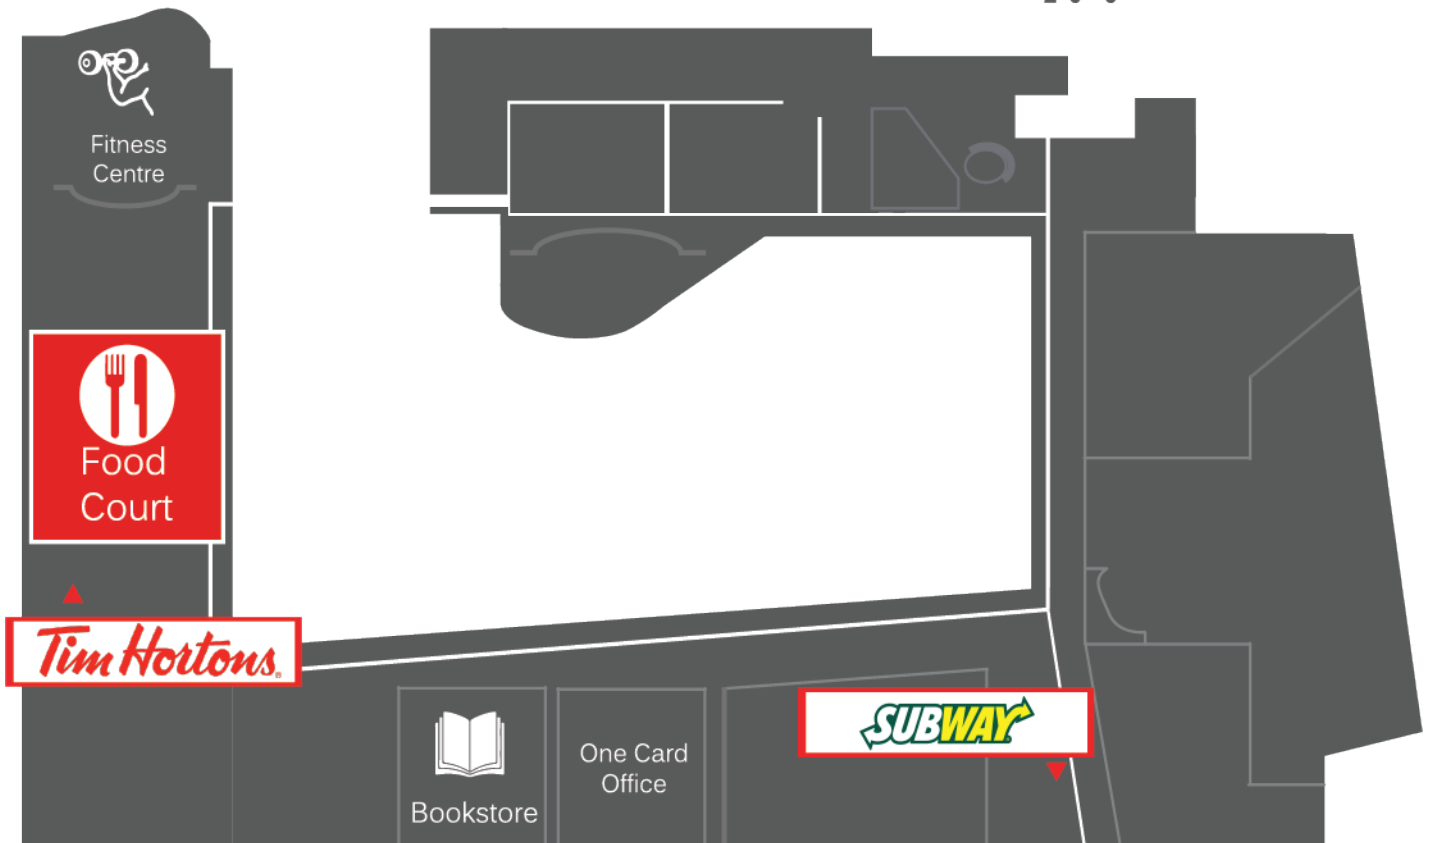 Fitness
Centre
Food
Court
Tim Hortons
Bookstore
One Card
Office
SUBWAY